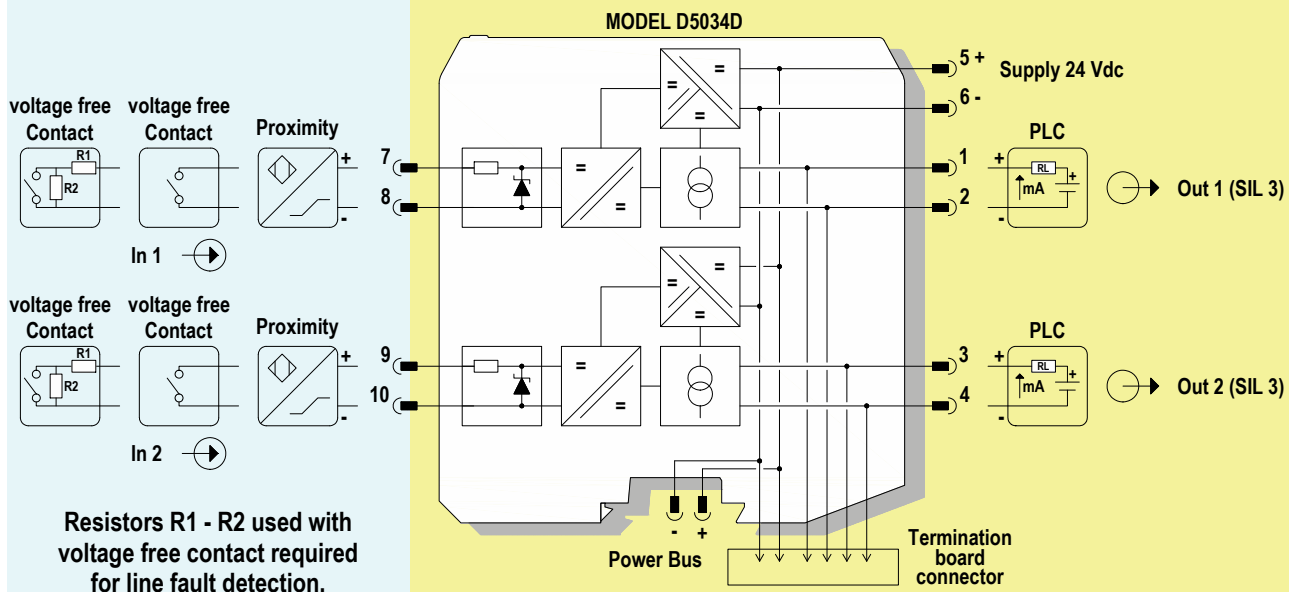 MODEL D5034D
5 +
Supply 24 Vdc
6 -
voltage free
Contact
voltage free
Contact
Proximity
PLC
R1
R2
+
-
7
8
=
=
=
=
=
1
2
+
-
RL
mA
+
Out 1 (SIL 3)
In 1
voltage free
Contact
voltage free
Contact
Proximity
PLC
R1
R2
+
-
9
10
=
=
=
=
=
3
4
+
-
RL
mA
+
Out 2 (SIL 3)
In 2
Resistors R1 - R2 used with
voltage free contact required
for line fault detection.
- +
Power Bus
Termination
board
connector